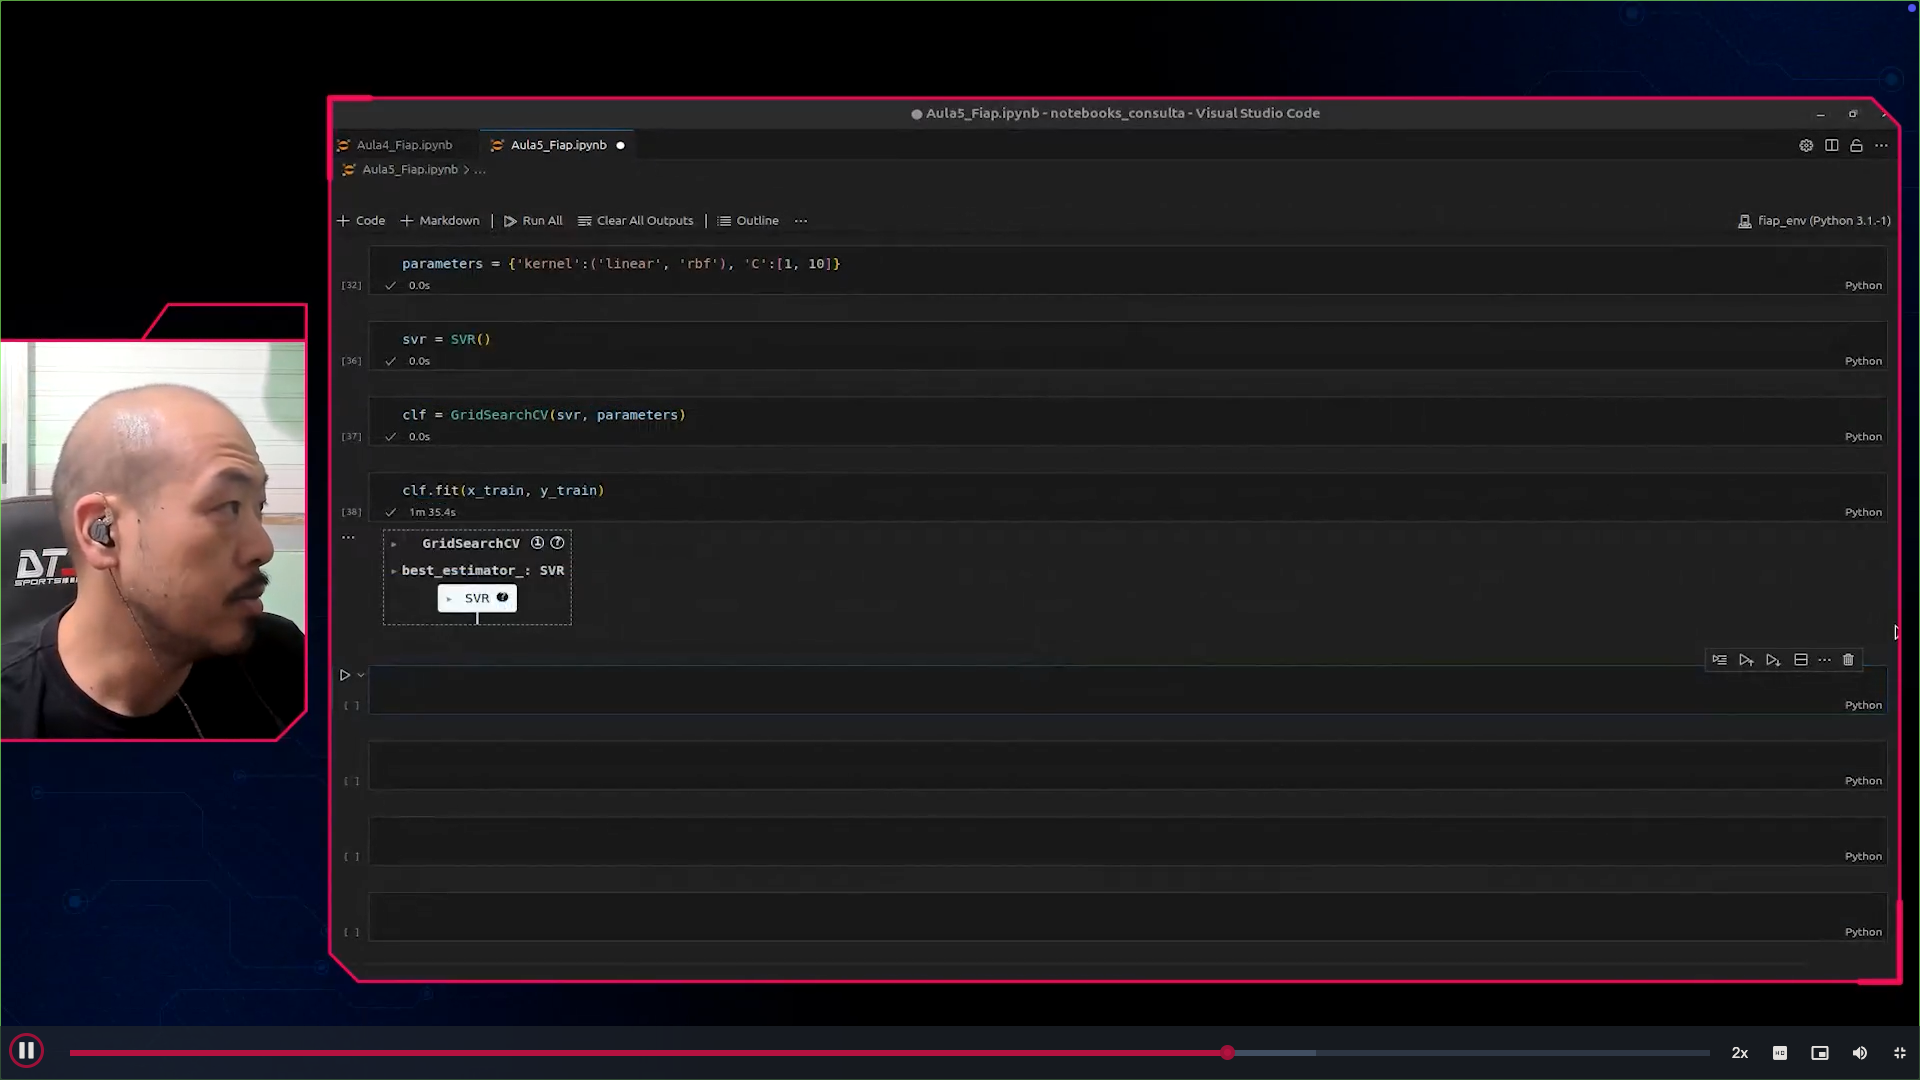 Aula5_Fiap.ipynb - notebooks_consulta - Visual Studio Code
Aula4_Fiap.ipynb
Aula5_Fiap.ipynb
Aula5_Fiap.ipynb > ...
Code
Markdown
Run All
Clear All Outputs
Outline
fiap_env (Python 3.1.-1)
parameters = {'kernel':('linear', 'rbf'), 'C':[1, 10]}
[32]
0.0s
Python
svr = SVR()
[36]
0.0s
Python
clf = GridSearchCV(svr, parameters)
[37]
0.0s
Python
clf.fit(x_train, y_train)
[38]
1m 35.4s
Python
GridSearchCV
best_estimator_: SVR
SVR
[ ]
Python
[ ]
Python
[ ]
Python
[ ]
Python
DT
SPORTS
2x
HD